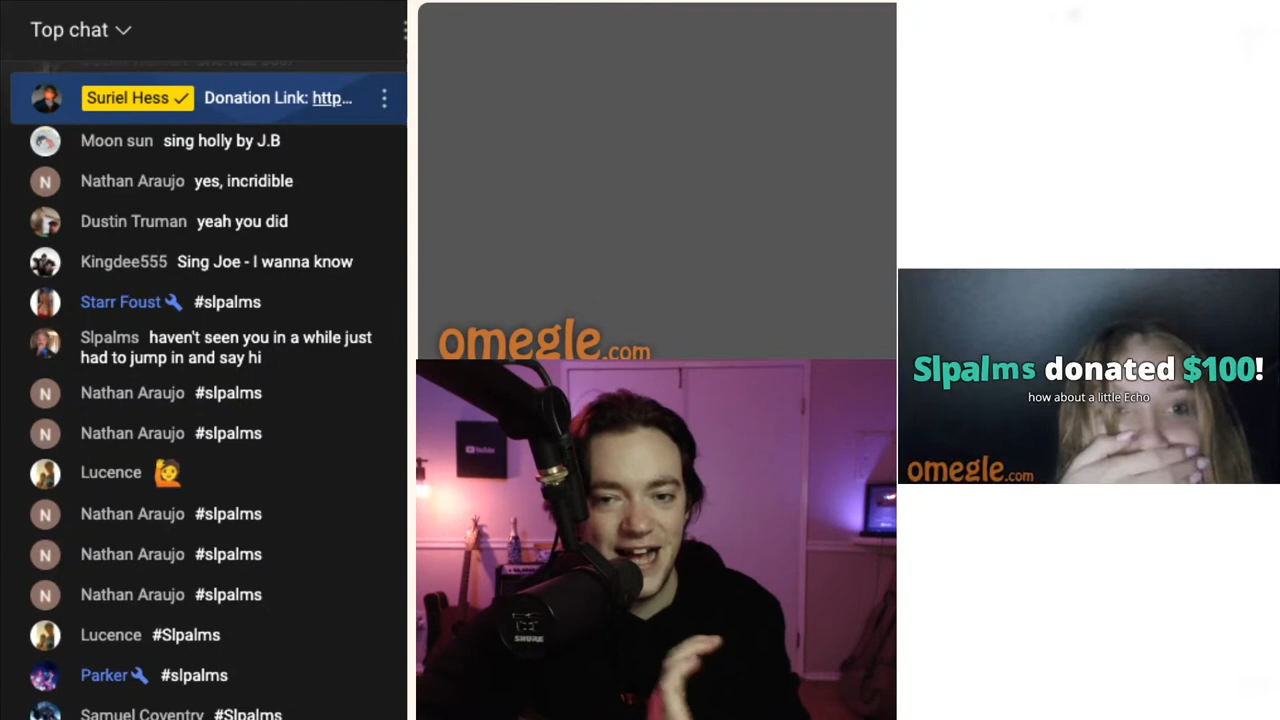 Top chat
Suriel Hess Donation Link: http...
Moon sun sing holly by J.B
Nathan Araujo yes, incridible
Dustin Truman yeah you did
Kingdee555 Sing Joe - I wanna know
Starr Foust #slpalms
Slpalms haven't seen you in a while just
had to jump in and say hi
Nathan Araujo #slpalms
Nathan Araujo #slpalms
Lucence
Nathan Araujo #slpalms
Nathan Araujo #slpalms
Nathan Araujo #slpalms
Lucence #Slpalms
Parker #slpalms
Samuel Coventry #Slpalms
omegle.com
YouTube
SHURE
Slpalms donated $100!
how about a little Echo
omegle.com